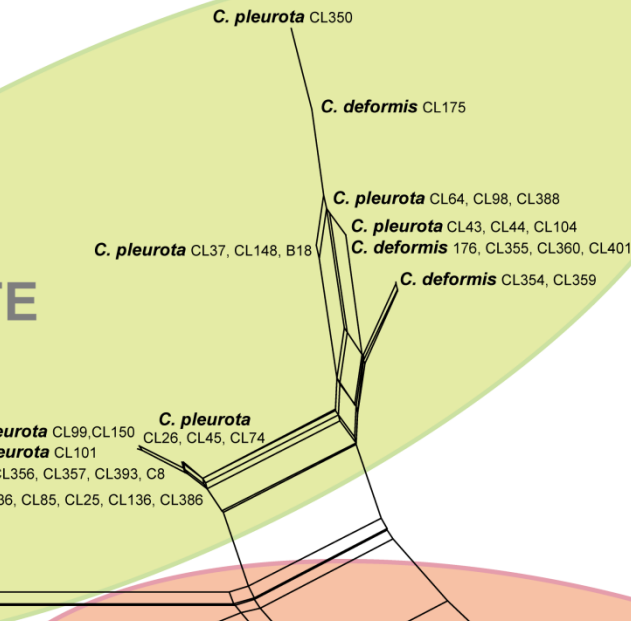 C. pleurota CL350
C. deformis CL175
C. pleurota CL64, CL98, CL388
C. pleurota CL43, CL44, CL104
C. pleurota CL37, CL148, B18
C. deformis 176, CL355, CL360, CL401
C. deformis CL354, CL359
TE
C. pleurota
CL26, CL45, CL74
eurota CL99,CL150
eurota CL101
CL356, CL357, CL393, C8
36, CL85, CL25, CL136, CL386